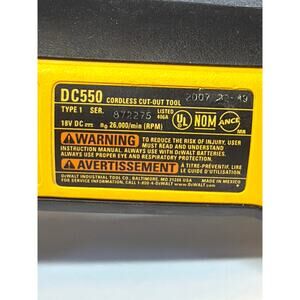 DC550 CORDLESS CUT-OUT TOOL 2007
TYPE 1 SER. 872275 LISTED 406A UL NOM ANCE
18V DC n₀ 26,000/min (RPM)
WARNING TO REDUCE THE RISK OF INJURY, USER
MUST READ AND UNDERSTAND
INSTRUCTION MANUAL. ALWAYS USE WITH DeWALT BATTERIES.
ALWAYS USE PROPER EYE AND RESPIRATORY PROTECTION.
AVERTISSEMENT À TITRE-PRÉVENTIF, LIRE
LE GUIDE D'UTILISATION.
DeWALT INDUSTRIAL TOOL CO., BALTIMORE, MD 21286 USA MADE IN MEXICO
FOR SERVICE INFORMATION, CALL 1-800-4-DeWALT www.DeWALT.com